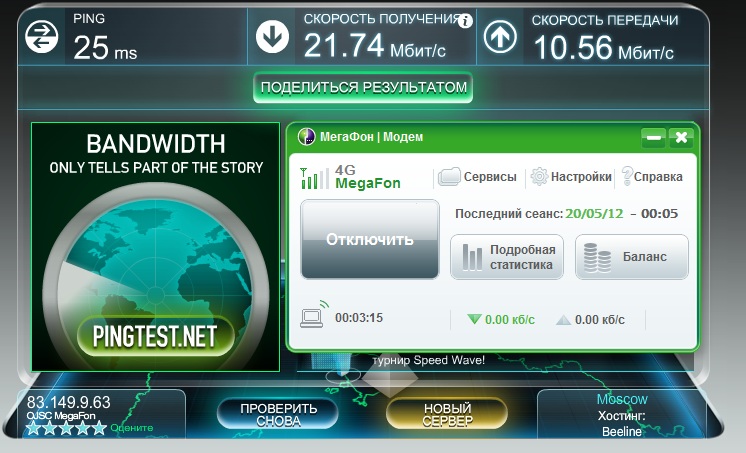 PING
25 ms
СКОРОСТЬ ПОЛУЧЕНИЯ
21.74 Мбит/с
СКОРОСТЬ ПЕРЕДАЧИ
10.56 Мбит/с
ПОДЕЛИТЬСЯ РЕЗУЛЬТАТОМ
BANDWIDTH
ONLY TELLS PART OF THE STORY
PINGTEST.NET
МегаФон | Модем
4G
MegaFon
Сервисы
Настройки
Справка
Отключить
Последний сеанс: 20/05/12 - 00:05
Подробная
статистика
Баланс
00:03:15
0.00 кб/с
0.00 кб/с
турнир Speed Wave!
83.149.9.63
OJSC MegaFon
Оцените
ПРОВЕРИТЬ
СНОВА
НОВЫЙ
СЕРВЕР
Moscow
Хостинг:
Beeline